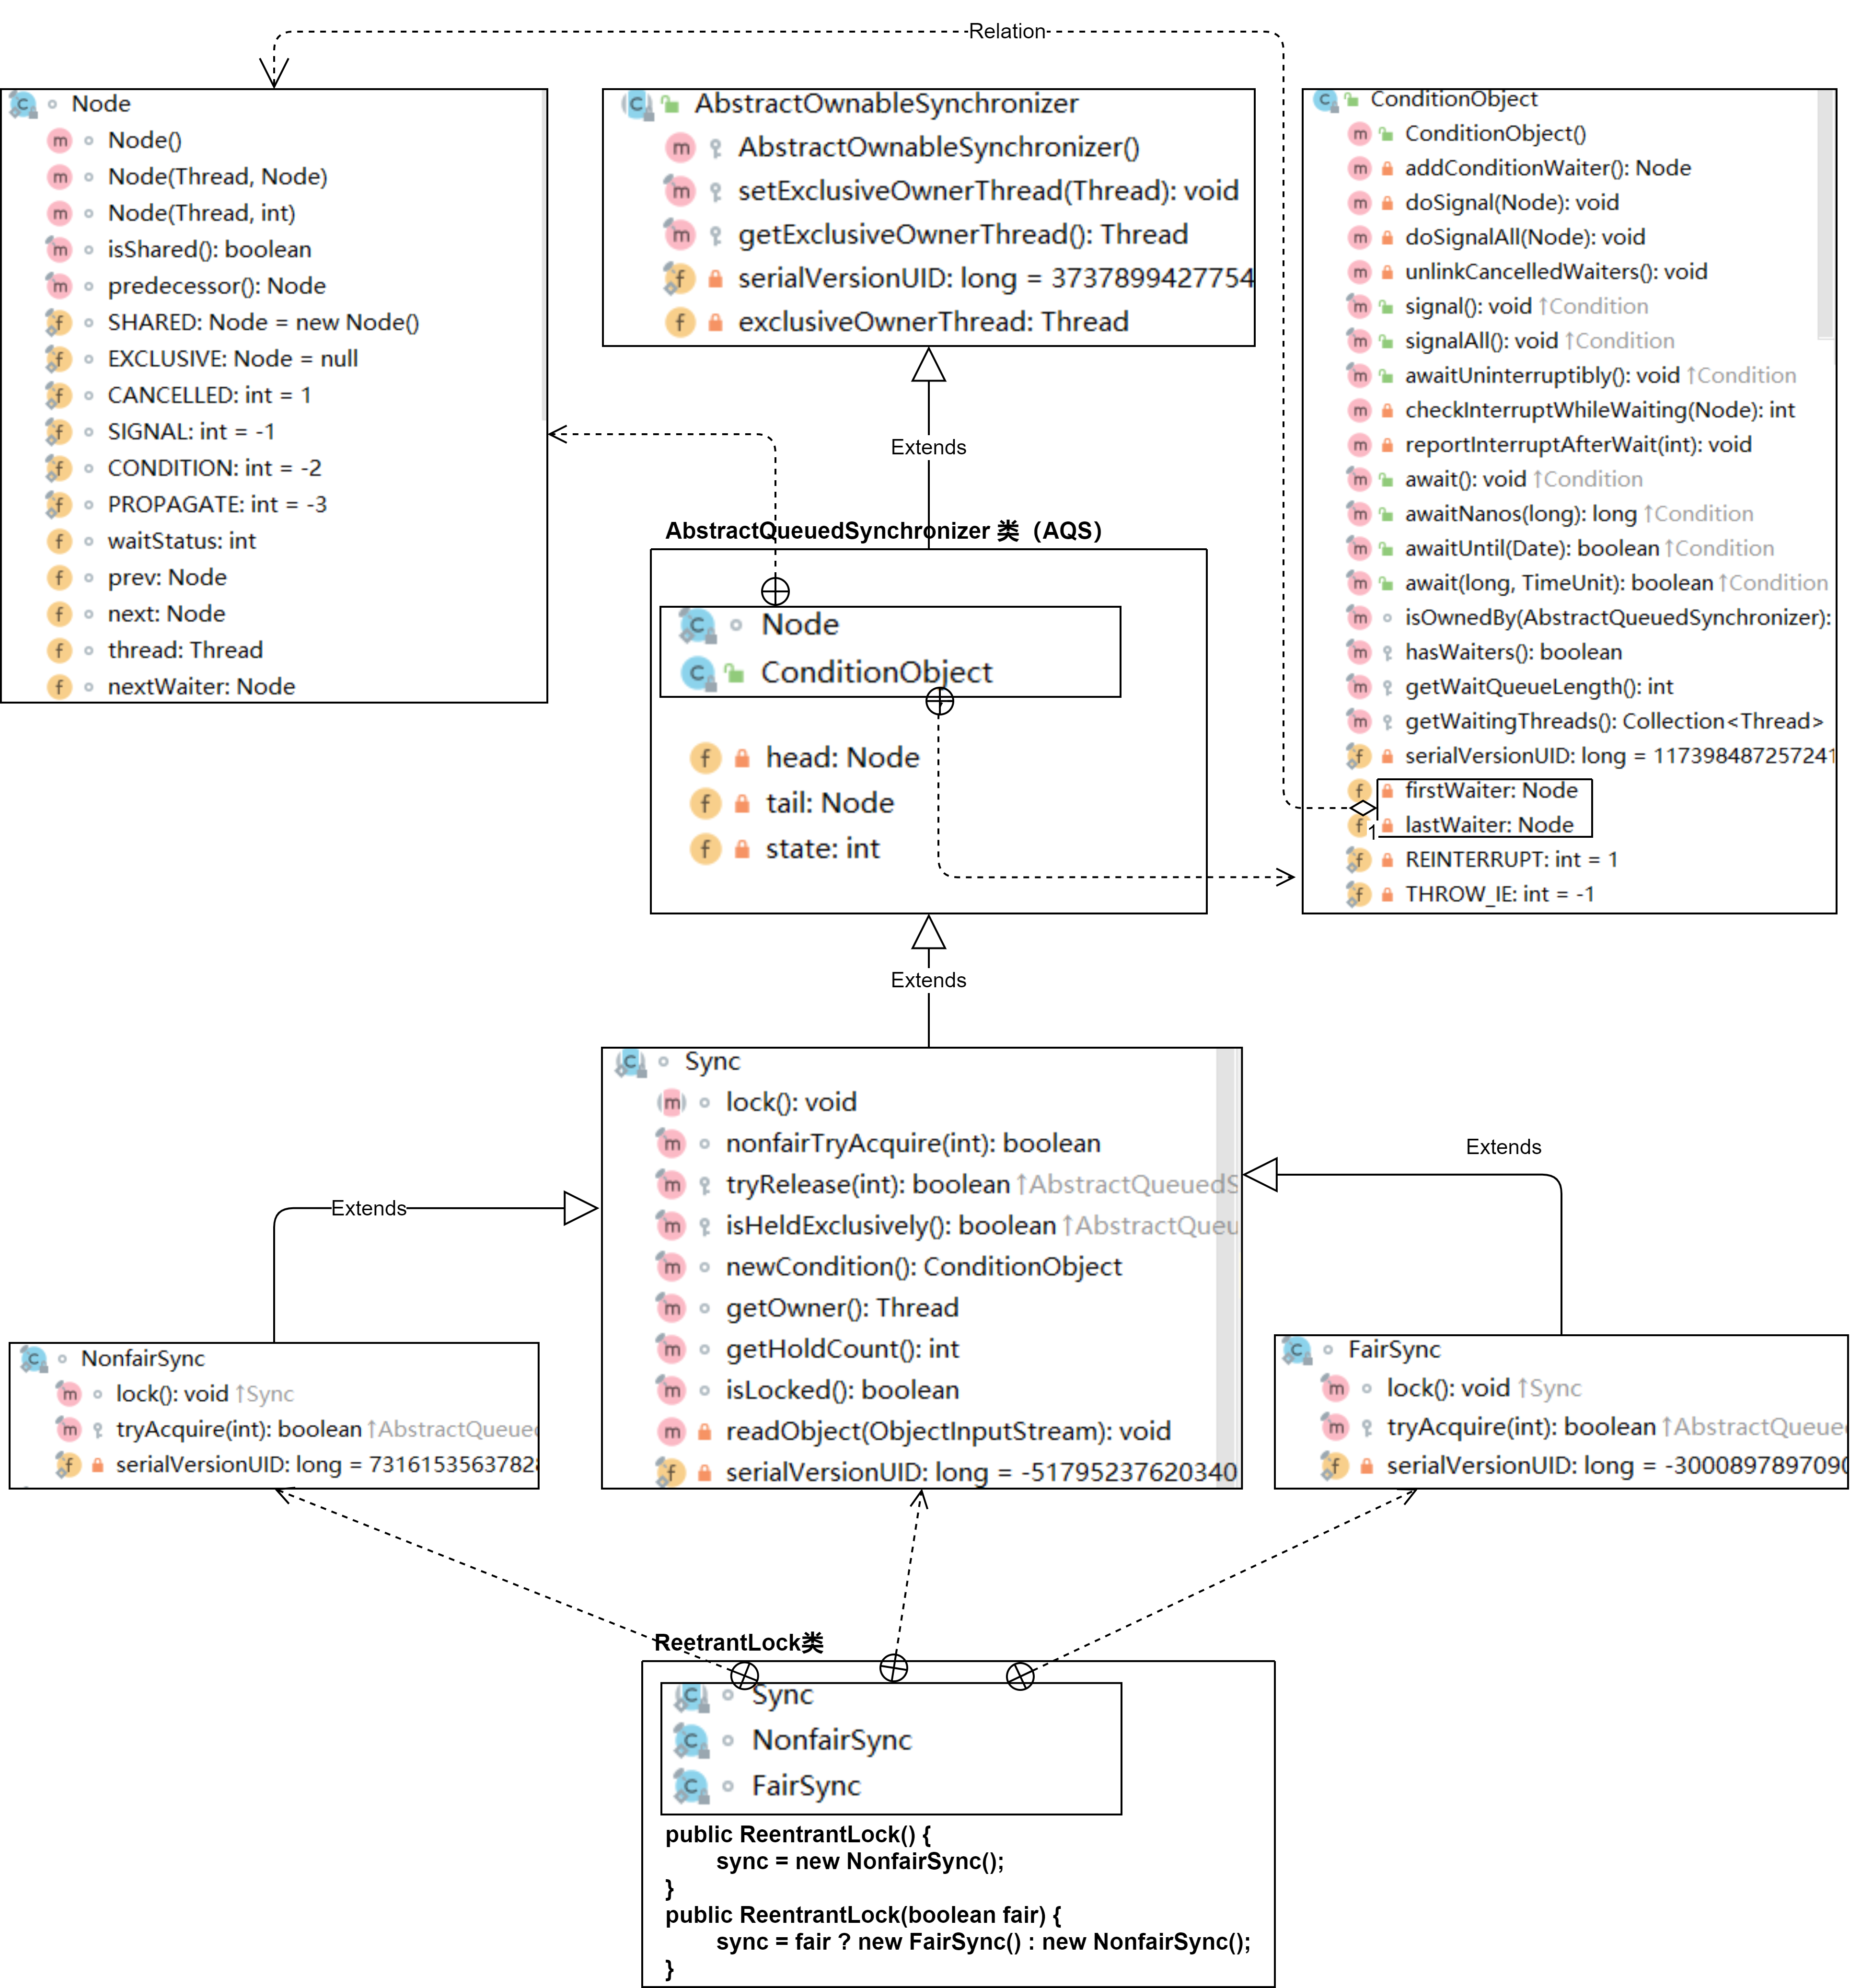 Relation
Node
Node()
Node(Thread, Node)
Node(Thread, int)
isShared(): boolean
predecessor(): Node
SHARED: Node = new Node()
EXCLUSIVE: Node = null
CANCELLED: int = 1
SIGNAL: int = -1
CONDITION: int = -2
PROPAGATE: int = -3
waitStatus: int
prev: Node
next: Node
thread: Thread
nextWaiter: Node
AbstractOwnableSynchronizer
AbstractOwnableSynchronizer()
setExclusiveOwnerThread(Thread): void
getExclusiveOwnerThread(): Thread
serialVersionUID: long = 3737899427754
exclusiveOwnerThread: Thread
ConditionObject
ConditionObject()
addConditionWaiter(): Node
doSignal(Node): void
doSignalAll(Node): void
unlinkCancelledWaiters(): void
signal(): void ↑Condition
signalAll(): void ↑Condition
awaitUninterruptibly(): void ↑Condition
checkInterruptWhileWaiting(Node): int
reportInterruptAfterWait(int): void
await(): void ↑Condition
awaitNanos(long): long ↑Condition
awaitUntil(Date): boolean ↑Condition
await(long, TimeUnit): boolean ↑Condition
isOwnedBy(AbstractQueuedSynchronizer):
hasWaiters(): boolean
getWaitQueueLength(): int
getWaitingThreads(): Collection<Thread>
serialVersionUID: long = 117398487257241
firstWaiter: Node
1
lastWaiter: Node
REINTERRUPT: int = 1
THROW_IE: int = -1
Extends
AbstractQueuedSynchronizer 类（AQS）
Node
ConditionObject
head: Node
tail: Node
state: int
Extends
Sync
lock(): void
nonfairTryAcquire(int): boolean
tryRelease(int): boolean ↑AbstractQueuedS
isHeldExclusively(): boolean ↑AbstractQueu
newCondition(): ConditionObject
getOwner(): Thread
getHoldCount(): int
isLocked(): boolean
readObject(ObjectInputStream): void
serialVersionUID: long = -51795237620340
Extends
Extends
NonfairSync
lock(): void ↑Sync
tryAcquire(int): boolean ↑AbstractQueue
serialVersionUID: long = 7316153563782
FairSync
lock(): void ↑Sync
tryAcquire(int): boolean ↑AbstractQueue
serialVersionUID: long = -3000897897090
ReetrantLock类
Sync
NonfairSync
FairSync
public ReentrantLock() {
sync = new NonfairSync();
}
public ReentrantLock(boolean fair) {
sync = fair ? new FairSync() : new NonfairSync();
}